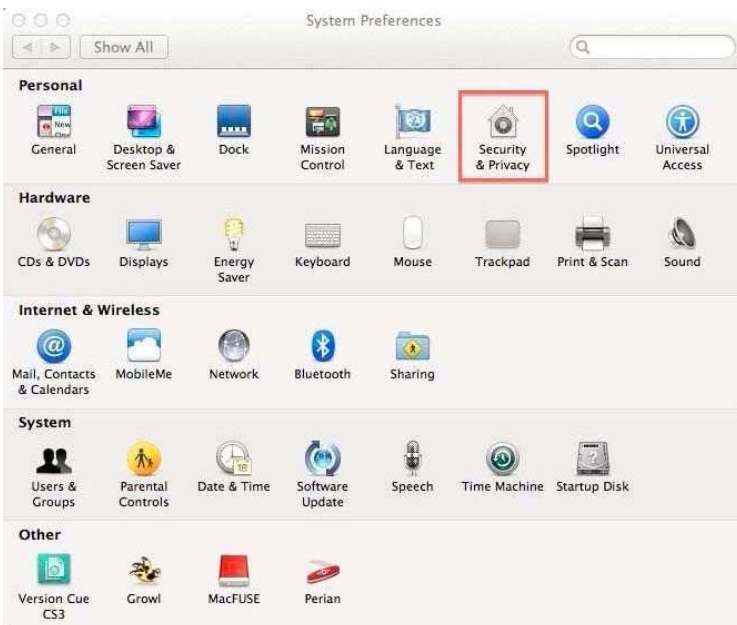 System Preferences
Show All
Personal
General
Desktop &
Screen Saver
Dock
Mission
Control
Language
& Text
Security
& Privacy
Spotlight
Universal
Access
Hardware
CDs & DVDs
Displays
Energy
Saver
Keyboard
Mouse
Trackpad
Print & Scan
Sound
Internet & Wireless
Mail, Contacts
& Calendars
MobileMe
Network
Bluetooth
Sharing
System
Users &
Groups
Parental
Controls
Date & Time
Software
Update
Speech
Time Machine
Startup Disk
Other
Version Cue
CS3
Growl
MacFUSE
Perian